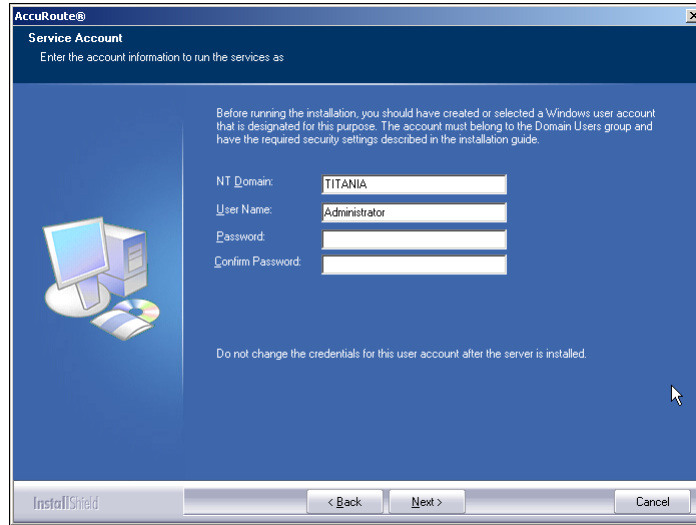 AccuRoute®
Service Account
Enter the account information to run the services as
Before running the installation, you should have created or selected a Windows user account
that is designated for this purpose. The account must belong to the Domain Users group and
have the required security settings described in the installation guide.
NT Domain: TITANIA
User Name: Administrator
Password:
Confirm Password:
Do not change the credentials for this user account after the server is installed.
InstallShield
< Back Next > Cancel